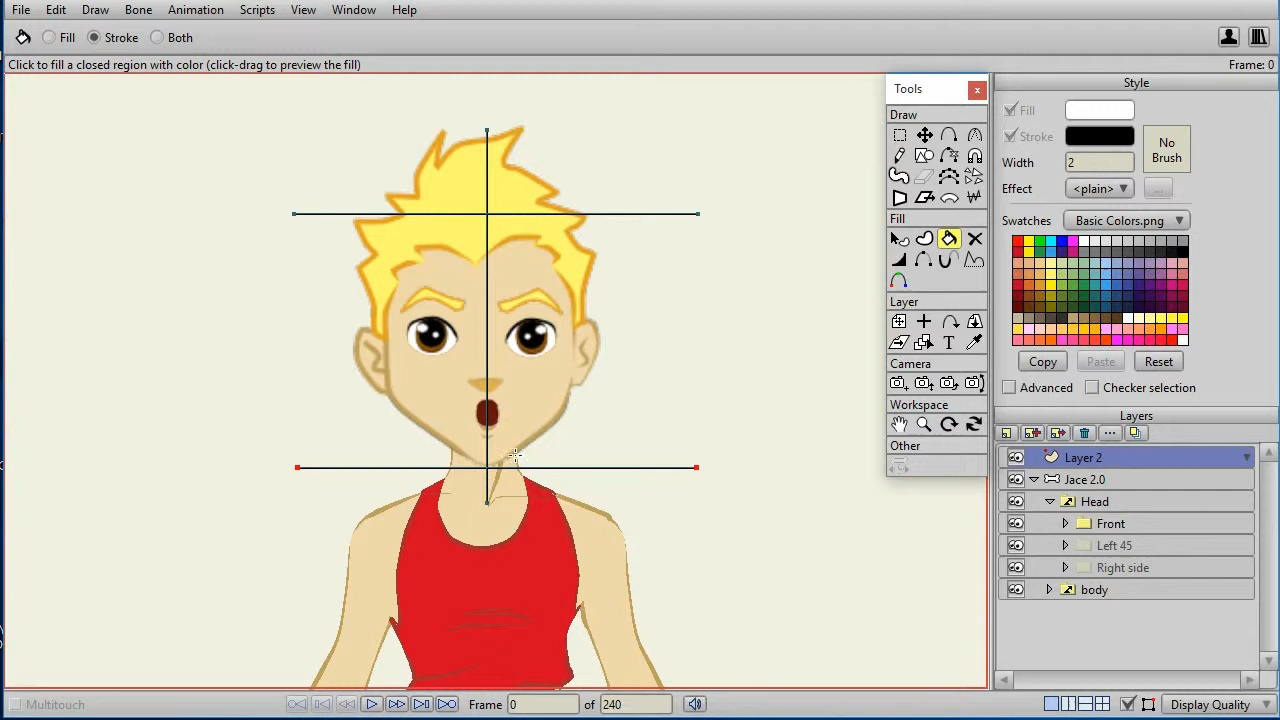 File Edit Draw Bone Animation Scripts View Window Help
Fill Stroke Both
Click to fill a closed region with color (click-drag to preview the fill) Frame: 0
Tools x
Draw
Fill
Layer
Camera
Workspace
Other
Style
Fill
Stroke
No Brush
Width 2
Effect <plain> ...
Swatches Basic Colors.png
Copy Paste Reset
Advanced Checker selection
Layers
Layer 2
Jace 2.0
Head
Front
Left 45
Right side
body
Multitouch Frame 0 of 240 Display Quality